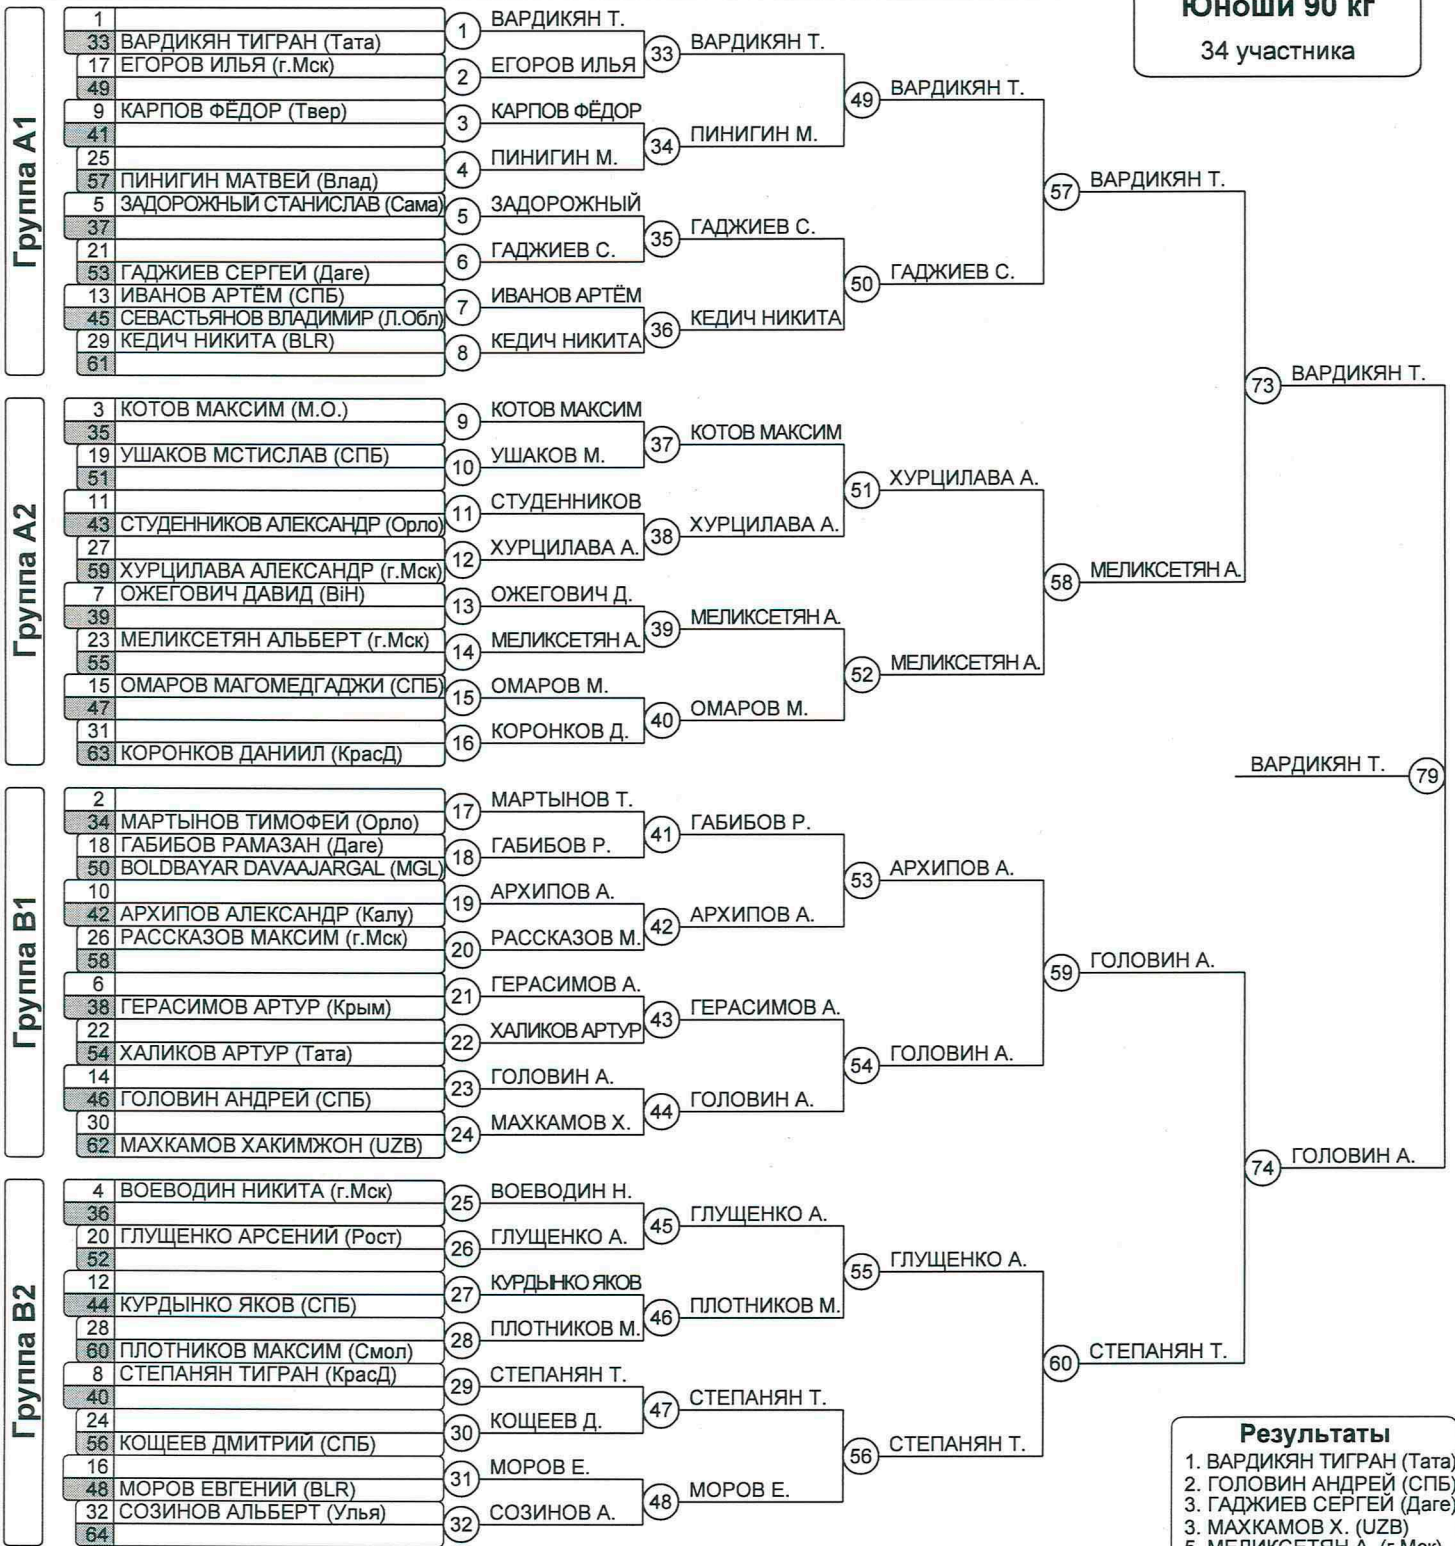 Юноши 90 кг
34 участника
Группа A1
1
33 ВАРДИКЯН ТИГРАН (Тата)
17 ЕГОРОВ ИЛЬЯ (г.Мск)
49
9 КАРПОВ ФЁДОР (Твер)
41
25
57 ПИНИГИН МАТВЕЙ (Влад)
5 ЗАДОРОЖНЫЙ СТАНИСЛАВ (Сама)
37
21
53 ГАДЖИЕВ СЕРГЕЙ (Даге)
13 ИВАНОВ АРТЁМ (СПБ)
45 СЕВАСТЬЯНОВ ВЛАДИМИР (Л.Обл)
29 КЕДИЧ НИКИТА (BLR)
61
1 ВАРДИКЯН Т.
2 ЕГОРОВ ИЛЬЯ
3 КАРПОВ ФЁДОР
4 ПИНИГИН М.
5 ЗАДОРОЖНЫЙ
6 ГАДЖИЕВ С.
7 ИВАНОВ АРТЁМ
8 КЕДИЧ НИКИТА
33 ВАРДИКЯН Т.
34 ПИНИГИН М.
35 ГАДЖИЕВ С.
36 КЕДИЧ НИКИТА
49 ВАРДИКЯН Т.
50 ГАДЖИЕВ С.
57 ВАРДИКЯН Т.
Группа A2
3 КОТОВ МАКСИМ (М.О.)
35
19 УШАКОВ МСТИСЛАВ (СПБ)
51
11
43 СТУДЕННИКОВ АЛЕКСАНДР (Орло)
27
59 ХУРЦИЛАВА АЛЕКСАНДР (г.Мск)
7 ОЖЕГОВИЧ ДАВИД (BiH)
39
23 МЕЛИКСЕТЯН АЛЬБЕРТ (г.Мск)
55
15 ОМАРОВ МАГОМЕДГАДЖИ (СПБ)
47
31
63 КОРОНКОВ ДАНИИЛ (КрасД)
9 КОТОВ МАКСИМ
10 УШАКОВ М.
11 СТУДЕННИКОВ
12 ХУРЦИЛАВА А.
13 ОЖЕГОВИЧ Д.
14 МЕЛИКСЕТЯН А.
15 ОМАРОВ М.
16 КОРОНКОВ Д.
37 КОТОВ МАКСИМ
38 ХУРЦИЛАВА А.
39 МЕЛИКСЕТЯН А.
40 ОМАРОВ М.
51 ХУРЦИЛАВА А.
52 МЕЛИКСЕТЯН А.
58 МЕЛИКСЕТЯН А.
73 ВАРДИКЯН Т.
ВАРДИКЯН Т. 79
Группа B1
2
34 МАРТЫНОВ ТИМОФЕЙ (Орло)
18 ГАБИБОВ РАМАЗАН (Даге)
50 BOLDBAYAR DAVAAJARGAL (MGL)
10
42 АРХИПОВ АЛЕКСАНДР (Калу)
26 РАССКАЗОВ МАКСИМ (г.Мск)
58
6
38 ГЕРАСИМОВ АРТУР (Крым)
22
54 ХАЛИКОВ АРТУР (Тата)
14
46 ГОЛОВИН АНДРЕЙ (СПБ)
30
62 МАХКАМОВ ХАКИМЖОН (UZB)
17 МАРТЫНОВ Т.
18 ГАБИБОВ Р.
19 АРХИПОВ А.
20 РАССКАЗОВ М.
21 ГЕРАСИМОВ А.
22 ХАЛИКОВ АРТУР
23 ГОЛОВИН А.
24 МАХКАМОВ Х.
41 ГАБИБОВ Р.
42 АРХИПОВ А.
43 ГЕРАСИМОВ А.
44 ГОЛОВИН А.
53 АРХИПОВ А.
54 ГОЛОВИН А.
59 ГОЛОВИН А.
Группа B2
4 ВОЕВОДИН НИКИТА (г.Мск)
36
20 ГЛУЩЕНКО АРСЕНИЙ (Рост)
52
12
44 КУРДЫНКО ЯКОВ (СПБ)
28
60 ПЛОТНИКОВ МАКСИМ (Смол)
8 СТЕПАНЯН ТИГРАН (КрасД)
40
24
56 КОЩЕЕВ ДМИТРИЙ (СПБ)
16
48 МОРОВ ЕВГЕНИЙ (BLR)
32 СОЗИНОВ АЛЬБЕРТ (Улья)
64
25 ВОЕВОДИН Н.
26 ГЛУЩЕНКО А.
27 КУРДЫНКО ЯКОВ
28 ПЛОТНИКОВ М.
29 СТЕПАНЯН Т.
30 КОЩЕЕВ Д.
31 МОРОВ Е.
32 СОЗИНОВ А.
45 ГЛУЩЕНКО А.
46 ПЛОТНИКОВ М.
47 СТЕПАНЯН Т.
48 МОРОВ Е.
55 ГЛУЩЕНКО А.
56 СТЕПАНЯН Т.
60 СТЕПАНЯН Т.
74 ГОЛОВИН А.
Результаты
1. ВАРДИКЯН ТИГРАН (Тата)
2. ГОЛОВИН АНДРЕЙ (СПБ)
3. ГАДЖИЕВ СЕРГЕЙ (Даге)
3. МАХКАМОВ Х. (UZB)
5. МЕЛИКСЕТЯН А. (г.Мск)